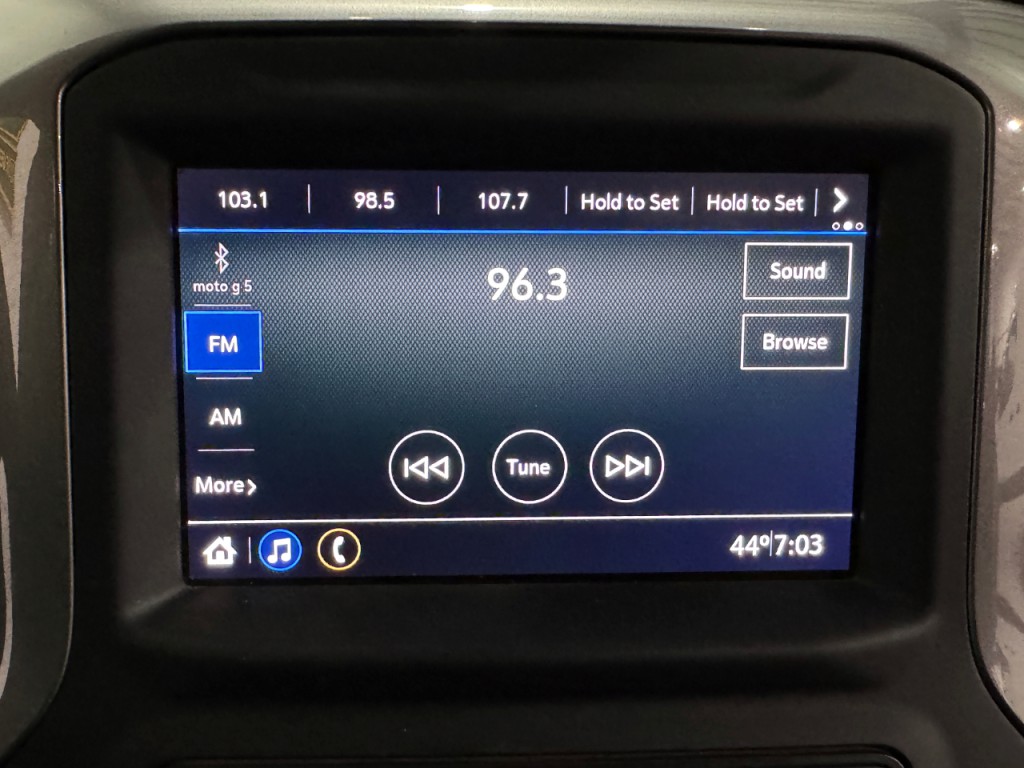 103.1 98.5 107.7 Hold to Set Hold to Set
moto g 5
96.3
Sound
FM
Browse
AM
More
Tune
44º 7:03